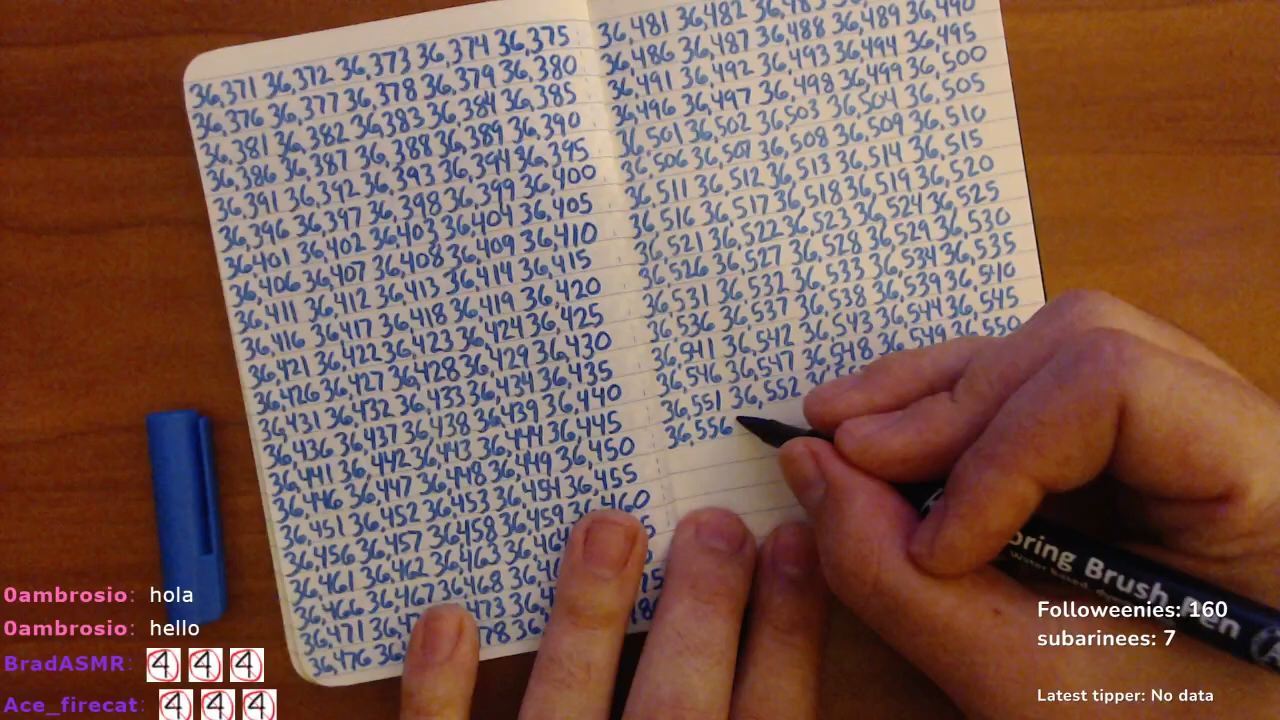 36,371 36,372 36,373 36,374 36,375
36,376 36,377 36,378 36,379 36,380
36,381 36,382 36,383 36,384 36,385
36,386 36,387 36,388 36,389 36,390
36,391 36,392 36,393 36,394 36,395
36,396 36,397 36,398 36,399 36,400
36,401 36,402 36,403 36,404 36,405
36,406 36,407 36,408 36,409 36,410
36,411 36,412 36,413 36,414 36,415
36,416 36,417 36,418 36,419 36,420
36,421 36,422 36,423 36,424 36,425
36,426 36,427 36,428 36,429 36,430
36,431 36,432 36,433 36,434 36,435
36,436 36,437 36,438 36,439 36,440
36,441 36,442 36,443 36,444 36,445
36,446 36,447 36,448 36,449 36,450
36,451 36,452 36,453 36,454 36,455
36,456 36,457 36,458 36,459 36,460
36,461 36,462 36,463
36,466 36,467 36,468
36,471
36,476
36,481 36,482 36,483
36,486 36,487 36,488 36,489 36,490
36,491 36,492 36,493 36,494 36,495
36,496 36,497 36,498 36,499 36,500
36,501 36,502 36,503 36,504 36,505
36,506 36,507 36,508 36,509 36,510
36,511 36,512 36,513 36,514 36,515
36,516 36,517 36,518 36,519 36,520
36,521 36,522 36,523 36,524 36,525
36,526 36,527 36,528 36,529 36,530
36,531 36,532 36,533 36,534 36,535
36,536 36,537 36,538 36,539 36,540
36,541 36,542 36,543 36,544 36,545
36,546 36,547 36,548 36,549 36,550
36,551 36,552
36,556
Brush Pen
0ambrosio: hola
0ambrosio: hello
BradASMR: 4 4 4
Ace_firecat: 4 4 4
Followeenies: 160
subarinees: 7
Latest tipper: No data